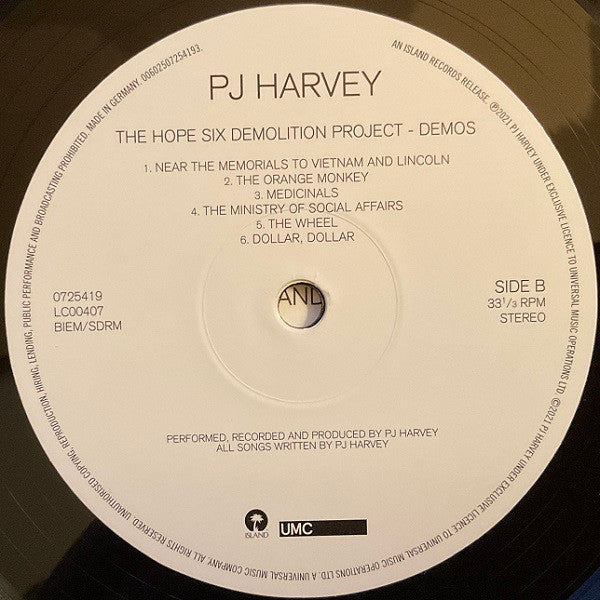 PJ HARVEY
THE HOPE SIX DEMOLITION PROJECT - DEMOS
1. NEAR THE MEMORIALS TO VIETNAM AND LINCOLN
2. THE ORANGE MONKEY
3. MEDICINALS
4. THE MINISTRY OF SOCIAL AFFAIRS
5. THE WHEEL
6. DOLLAR, DOLLAR
ANL
0725419
LC00407
BIEM/SDRM
SIDE B
33 1/3 RPM
STEREO
PERFORMED, RECORDED AND PRODUCED BY PJ HARVEY
ALL SONGS WRITTEN BY PJ HARVEY
ISLAND
UMC
AN ISLAND RECORDS RELEASE. ℗2021 PJ HARVEY UNDER EXCLUSIVE LICENCE TO UNIVERSAL MUSIC OPERATIONS LTD. ©2021 PJ HARVEY UNDER EXCLUSIVE LICENCE TO UNIVERSAL MUSIC OPERATIONS LTD. A UNIVERSAL MUSIC COMPANY. ALL RIGHTS RESERVED. UNAUTHORISED COPYING, REPRODUCTION, HIRING, LENDING, PUBLIC PERFORMANCE AND BROADCASTING PROHIBITED. MADE IN GERMANY. 00602507254193.